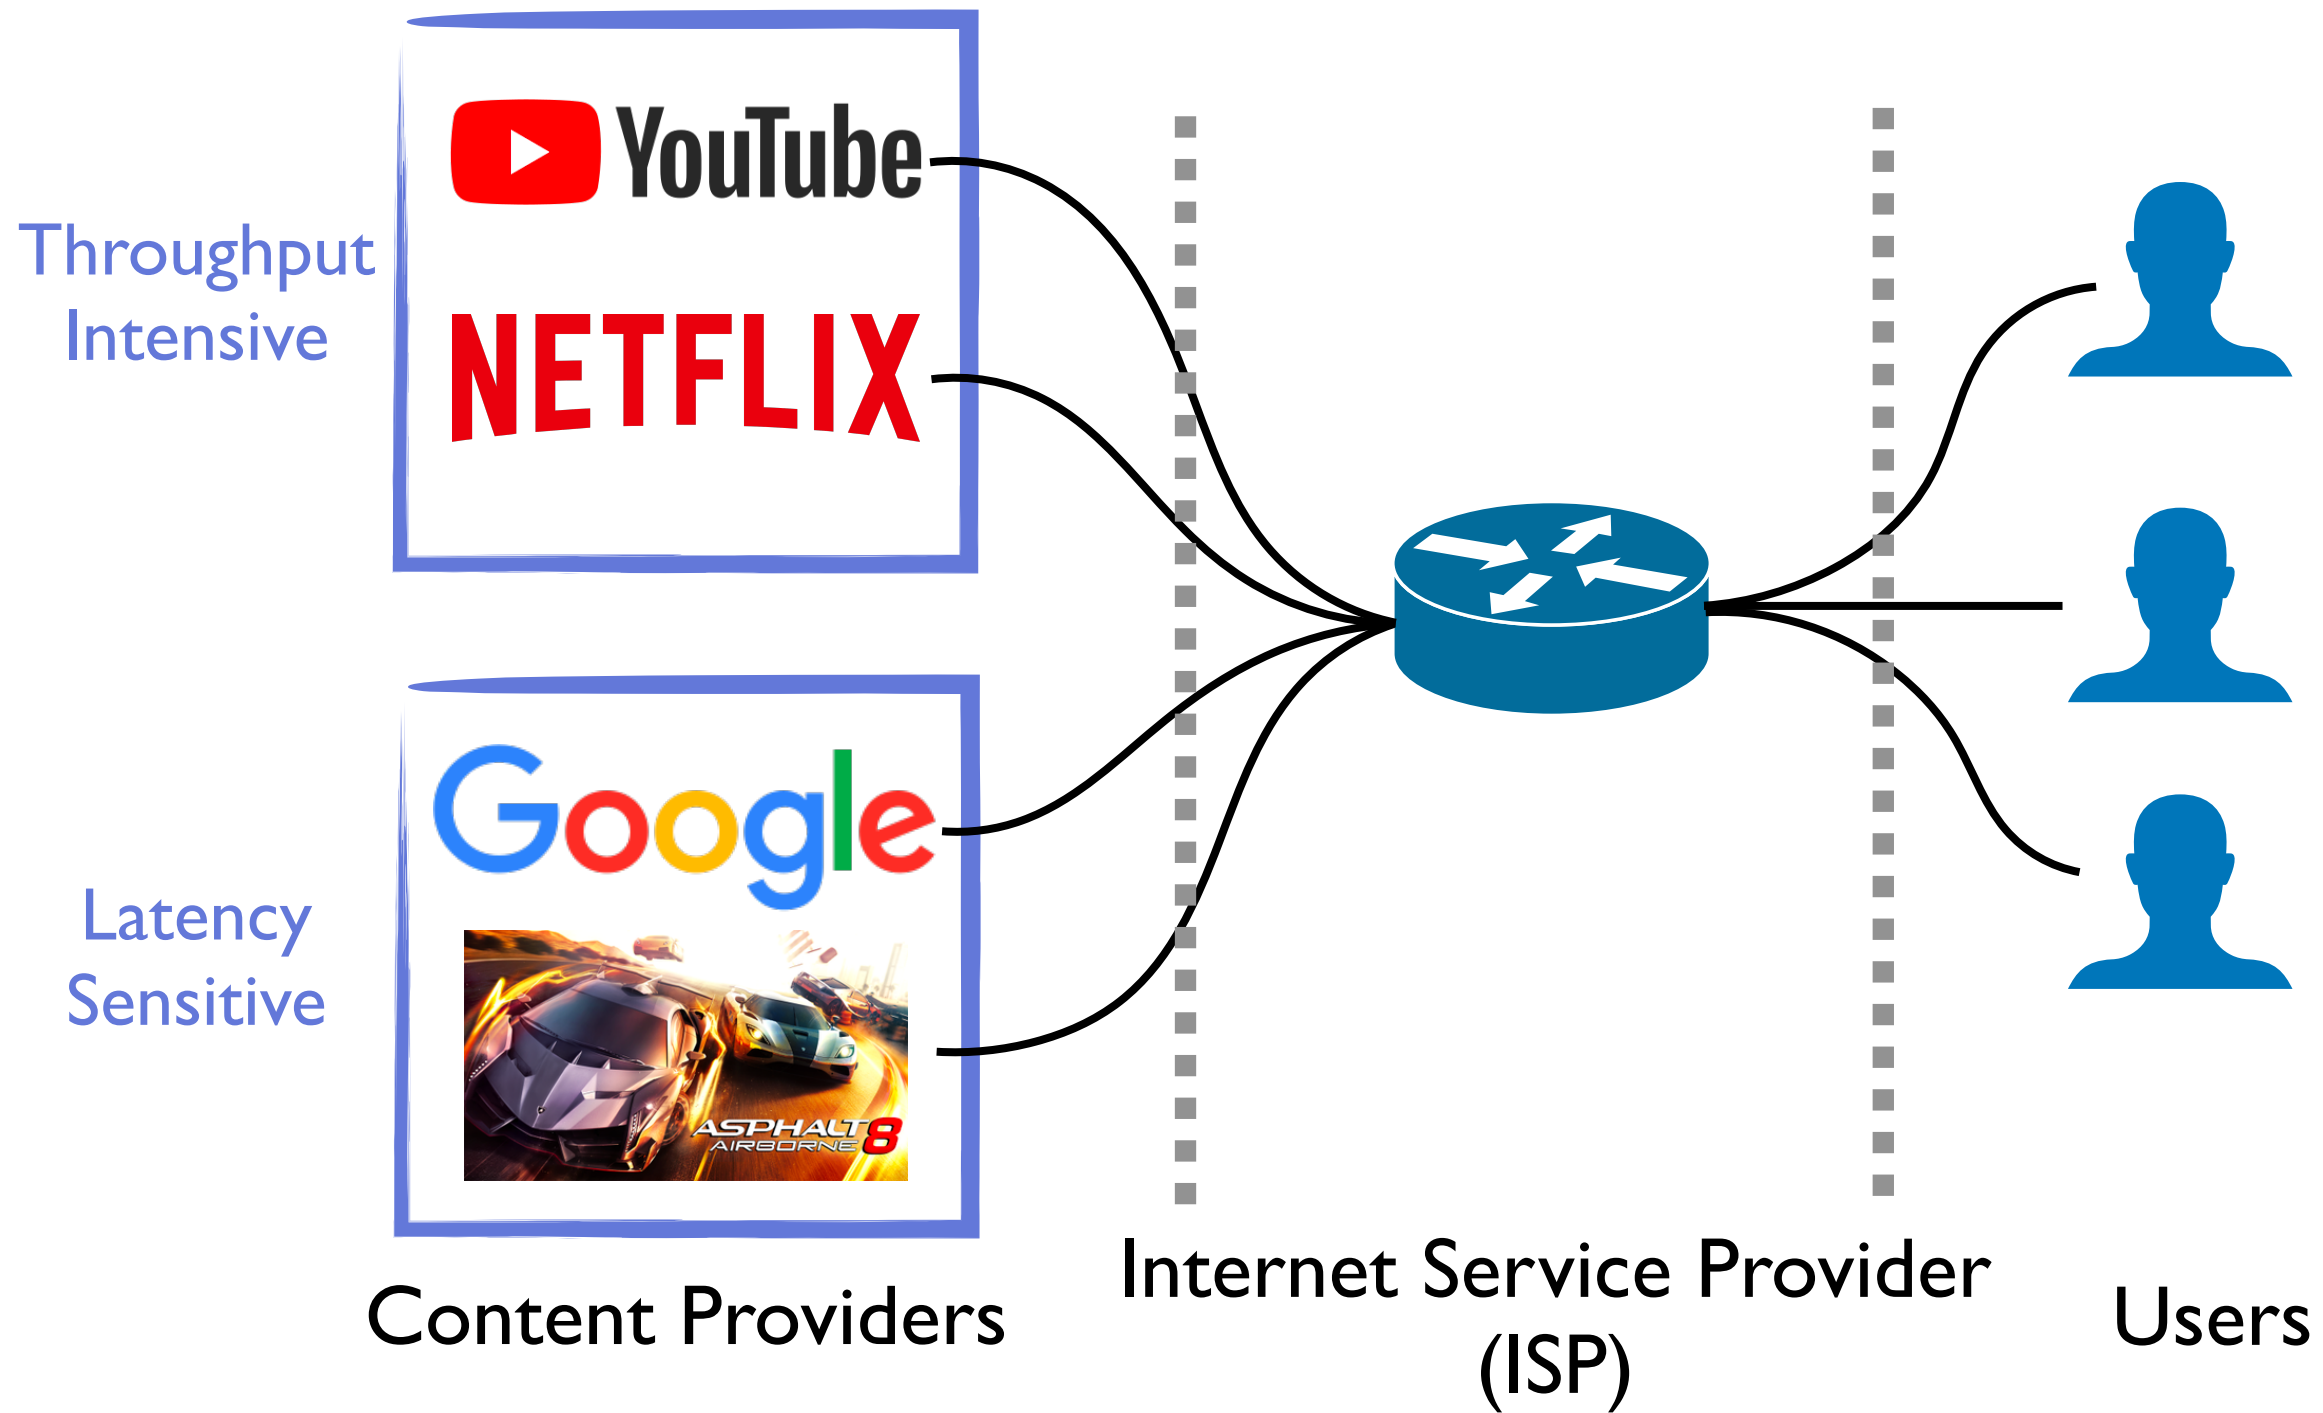 YouTube
Throughput
Intensive
NETFLIX
Google
Latency
Sensitive
ASPHALT 8
AIRBORNE
Content Providers
Internet Service Provider
(ISP)
Users